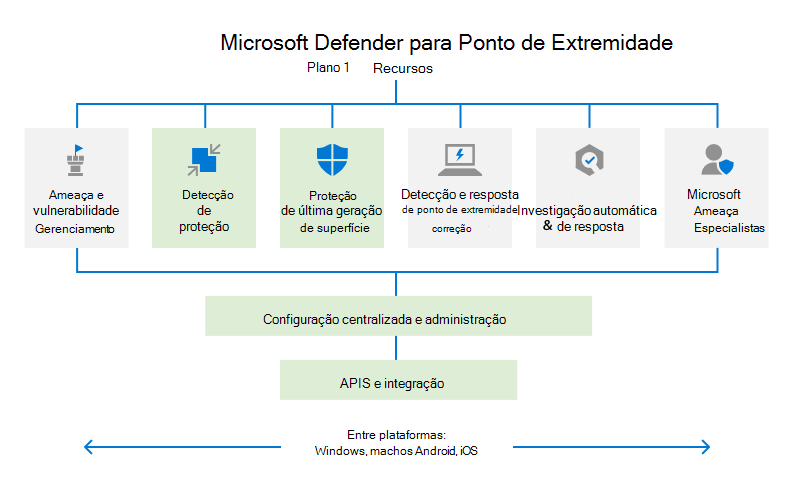 Microsoft Defender para Ponto de Extremidade
Plano 1 Recursos
Ameaça e
vulnerabilidade
Gerenciamento
Detecção
de
proteção
Proteção
de última geração
de superfície
Detecção e resposta
de ponto de extremidade
correção
Investigação automática
& de resposta
Microsoft
Ameaça
Especialistas
Configuração centralizada e administração
APIS e integração
Entre plataformas:
Windows, machos Android, iOS